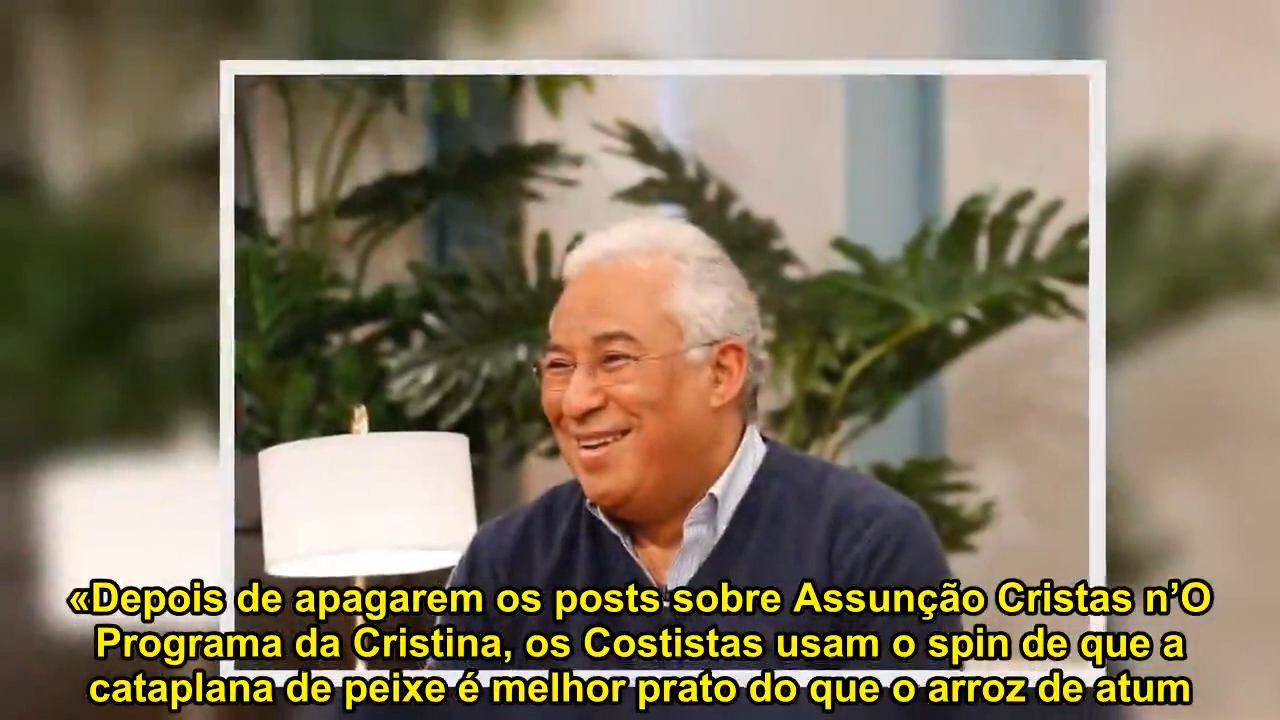 «Depois de apagarem os posts sobre Assunção Cristas n’O
Programa da Cristina, os Costistas usam o spin de que a
cataplana de peixe é melhor prato do que o arroz de atum